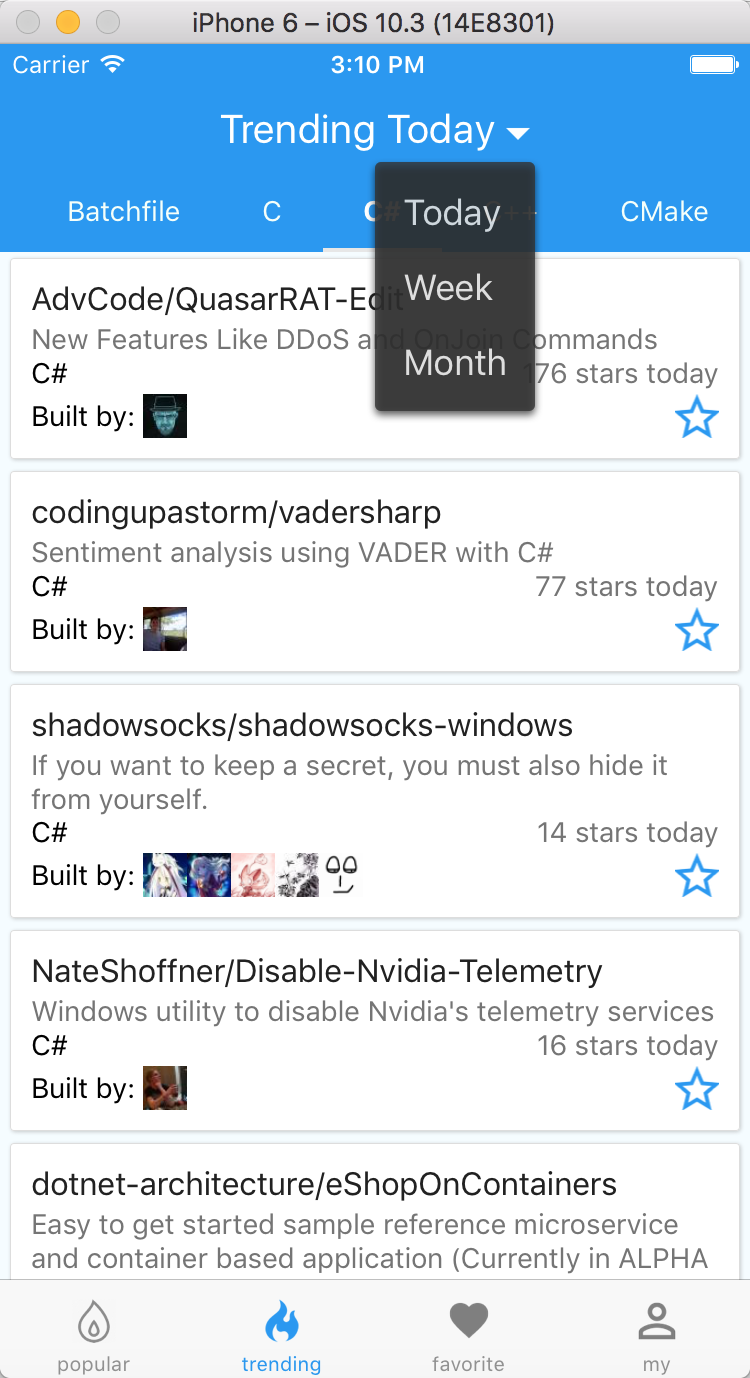 iPhone 6 – iOS 10.3 (14E8301)
Carrier 3:10 PM
Trending Today
Batchfile C C# C++ CMake
Today
Week
Month
AdvCode/QuasarRAT-Edit
New Features Like DDoS and OnJoin Commands
C# 176 stars today
Built by:
codingupastorm/vadersharp
Sentiment analysis using VADER with C#
C# 77 stars today
Built by:
shadowsocks/shadowsocks-windows
If you want to keep a secret, you must also hide it
from yourself.
C# 14 stars today
Built by:
NateShoffner/Disable-Nvidia-Telemetry
Windows utility to disable Nvidia's telemetry services
C# 16 stars today
Built by:
dotnet-architecture/eShopOnContainers
Easy to get started sample reference microservice
and container based application (Currently in ALPHA
popular trending favorite my